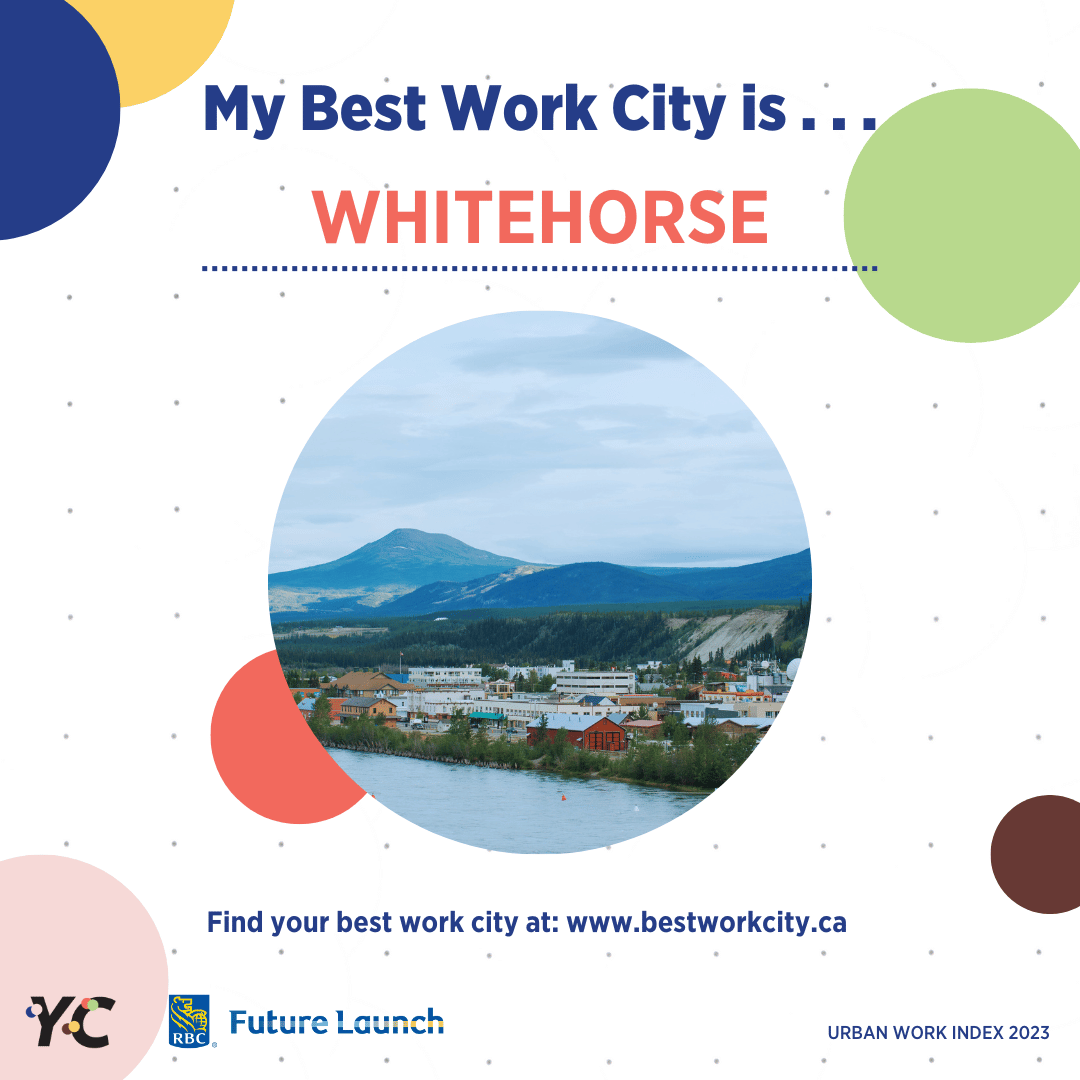 My Best Work City is . . .
WHITEHORSE
Find your best work city at: www.bestworkcity.ca
YC
RBC ®
Future Launch
URBAN WORK INDEX 2023